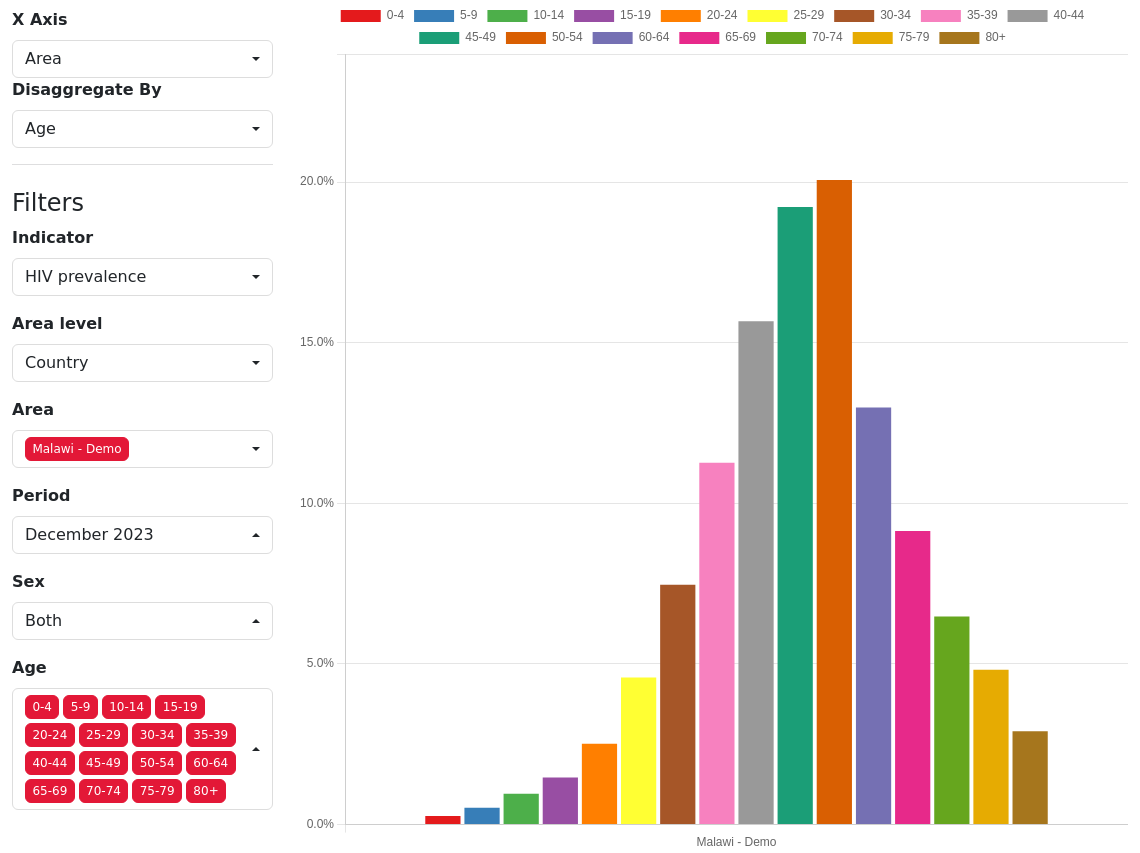 X Axis
Area
Disaggregate By
Age
Filters
Indicator
HIV prevalence
Area level
Country
Area
Malawi - Demo
Period
December 2023
Sex
Both
Age
0-4 5-9 10-14 15-19
20-24 25-29 30-34 35-39
40-44 45-49 50-54 60-64
65-69 70-74 75-79 80+
0-4 5-9 10-14 15-19 20-24 25-29 30-34 35-39 40-44
45-49 50-54 60-64 65-69 70-74 75-79 80+
20.0%
15.0%
10.0%
5.0%
0.0%
Malawi - Demo